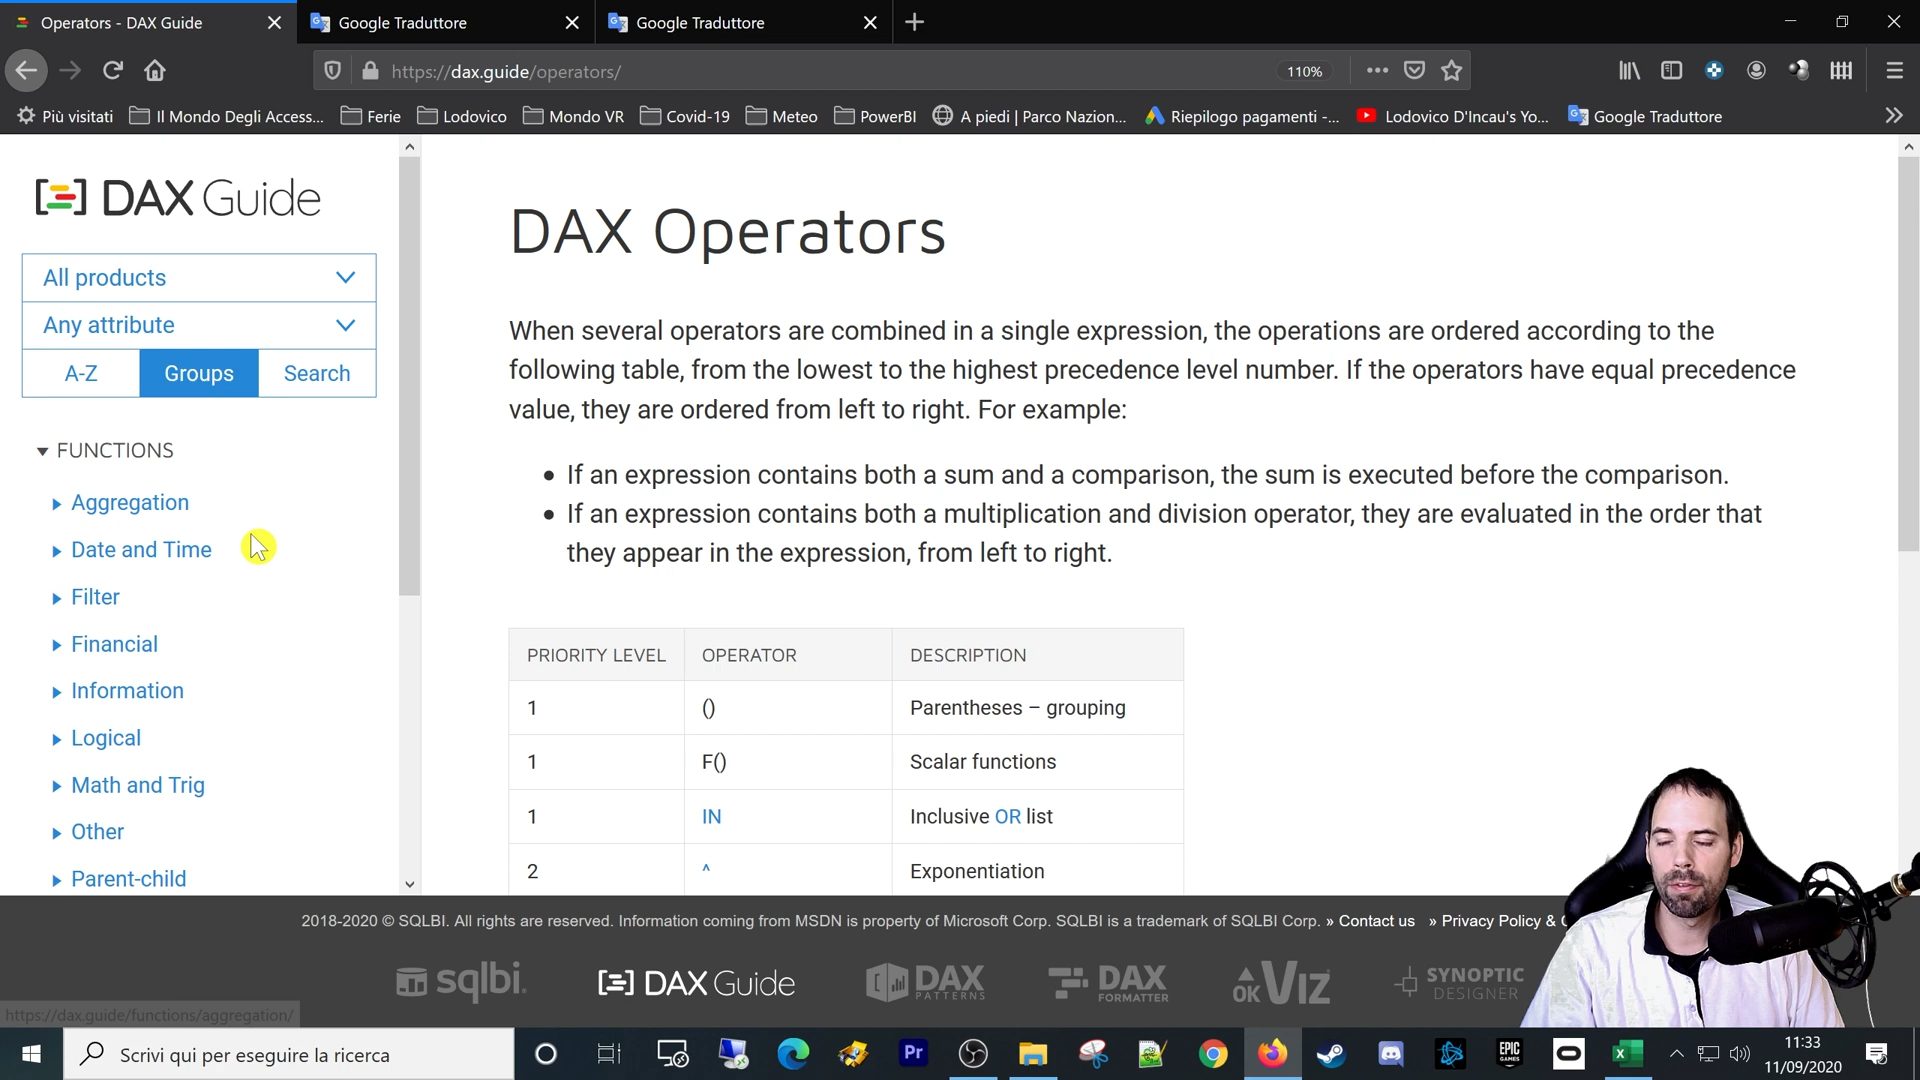 Operators - DAX Guide
Google Traduttore
Google Traduttore
https://dax.guide/operators/
110%
Più visitati
Il Mondo Degli Access...
Ferie
Lodovico
Mondo VR
Covid-19
Meteo
PowerBI
A piedi | Parco Nazion...
Riepilogo pagamenti -...
Lodovico D'Incau's Yo...
Google Traduttore
DAX Guide
All products
Any attribute
A-Z
Groups
Search
FUNCTIONS
Aggregation
Date and Time
Filter
Financial
Information
Logical
Math and Trig
Other
Parent-child
DAX Operators
When several operators are combined in a single expression, the operations are ordered according to the
following table, from the lowest to the highest precedence level number. If the operators have equal precedence
value, they are ordered from left to right. For example:
• If an expression contains both a sum and a comparison, the sum is executed before the comparison.
• If an expression contains both a multiplication and division operator, they are evaluated in the order that
they appear in the expression, from left to right.
PRIORITY LEVEL OPERATOR DESCRIPTION
1 () Parentheses – grouping
1 F() Scalar functions
1 IN Inclusive OR list
2 ^ Exponentiation
2018-2020 © SQLBI. All rights are reserved. Information coming from MSDN is property of Microsoft Corp. SQLBI is a trademark of SQLBI Corp. » Contact us » Privacy Policy &
sqlbi.
DAX Guide
DAX PATTERNS
DAX FORMATTER
OK VIZ
SYNOPTIC DESIGNER
https://dax.guide/functions/aggregation/
Scrivi qui per eseguire la ricerca
Pr
EPIC GAMES
11:33
11/09/2020